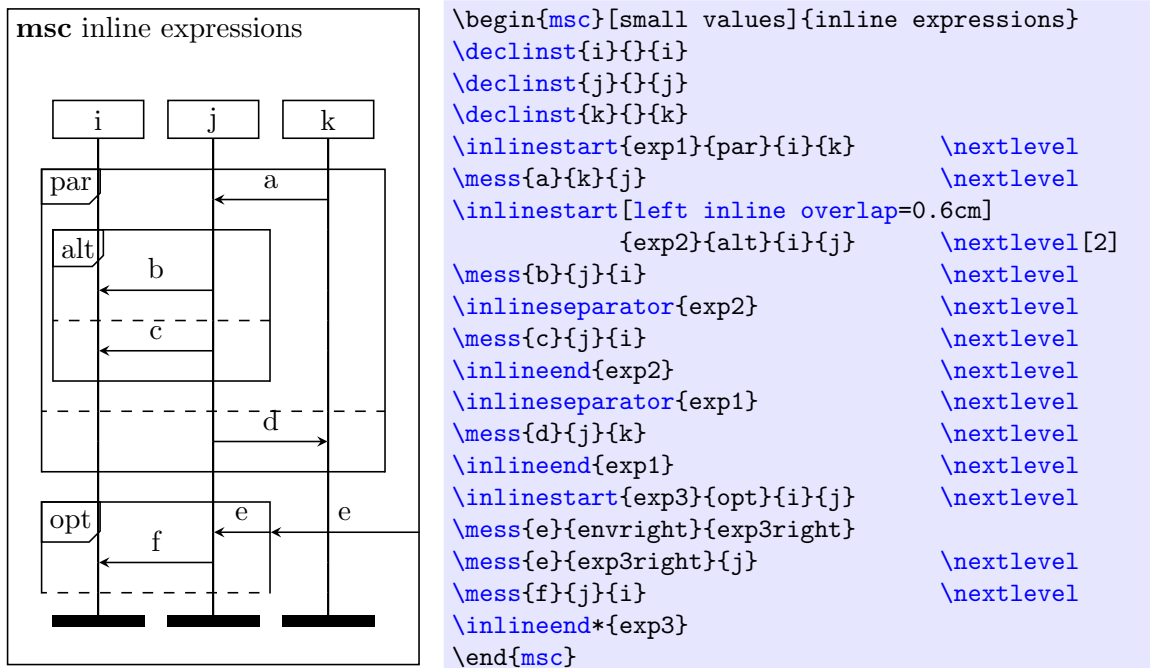 msc inline expressions
i j k
par
a
alt
b
c
d
opt
e e
f
\begin{msc}[small values]{inline expressions}
\declinst{i}{}{i}
\declinst{j}{}{j}
\declinst{k}{}{k}
\inlinestart{exp1}{par}{i}{k} \nextlevel
\mess{a}{k}{j} \nextlevel
\inlinestart[left inline overlap=0.6cm]
{exp2}{alt}{i}{j} \nextlevel[2]
\mess{b}{j}{i} \nextlevel
\inlineseparator{exp2} \nextlevel
\mess{c}{j}{i} \nextlevel
\inlineend{exp2} \nextlevel
\inlineseparator{exp1} \nextlevel
\mess{d}{j}{k} \nextlevel
\inlineend{exp1} \nextlevel
\inlinestart{exp3}{opt}{i}{j} \nextlevel
\mess{e}{envright}{exp3right}
\mess{e}{exp3right}{j} \nextlevel
\mess{f}{j}{i} \nextlevel
\inlineend*{exp3}
\end{msc}